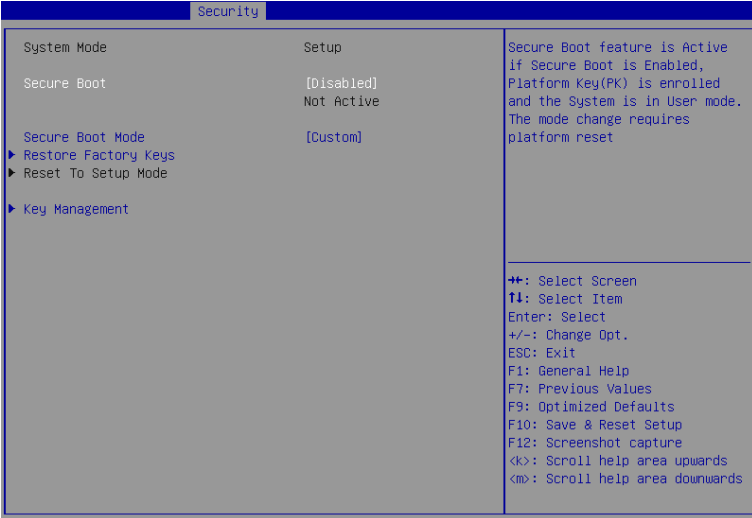 Security
System Mode Setup
Secure Boot [Disabled]
Not Active
Secure Boot Mode [Custom]
Restore Factory Keys
Reset To Setup Mode
Key Management
Secure Boot feature is Active
if Secure Boot is Enabled,
Platform Key(PK) is enrolled
and the System is in User mode.
The mode change requires
platform reset
→←: Select Screen
↑↓: Select Item
Enter: Select
+/-: Change Opt.
ESC: Exit
F1: General Help
F7: Previous Values
F9: Optimized Defaults
F10: Save & Reset Setup
F12: Screenshot capture
<k>: Scroll help area upwards
<m>: Scroll help area downwards